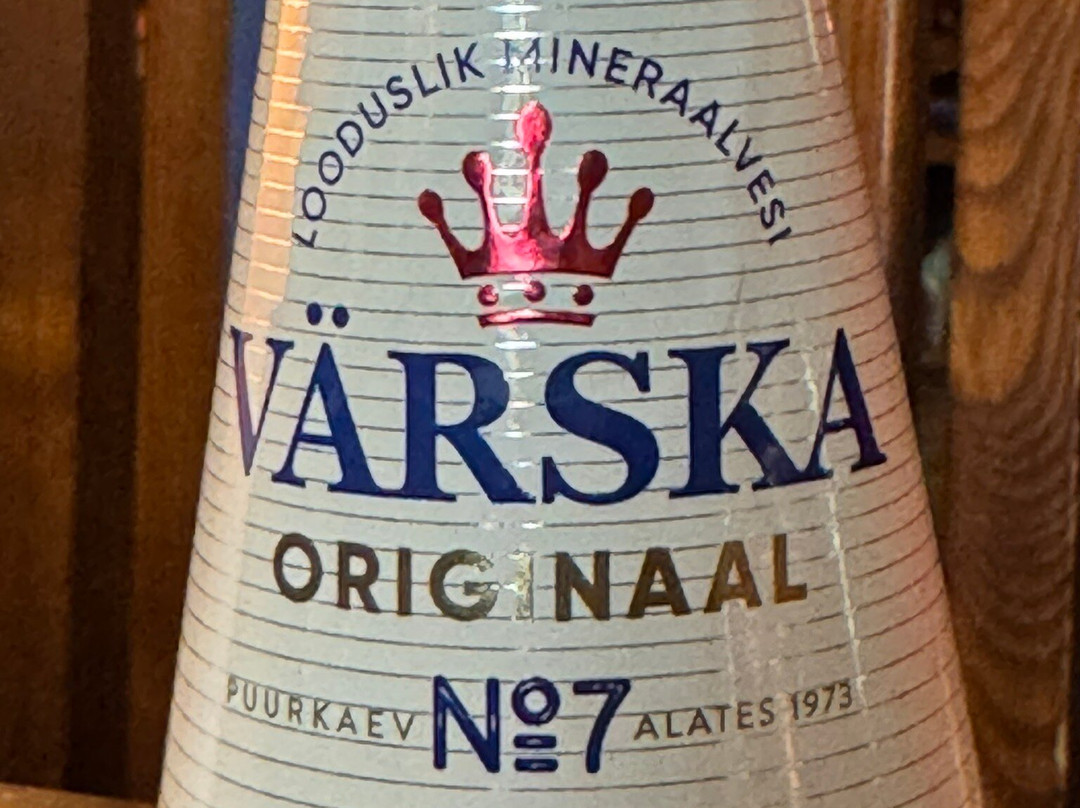 LOODUSLIK MINERAALVESI
VÄRSKA
ORIGINAAL
PUURKAEV Nº7 ALATES 1973